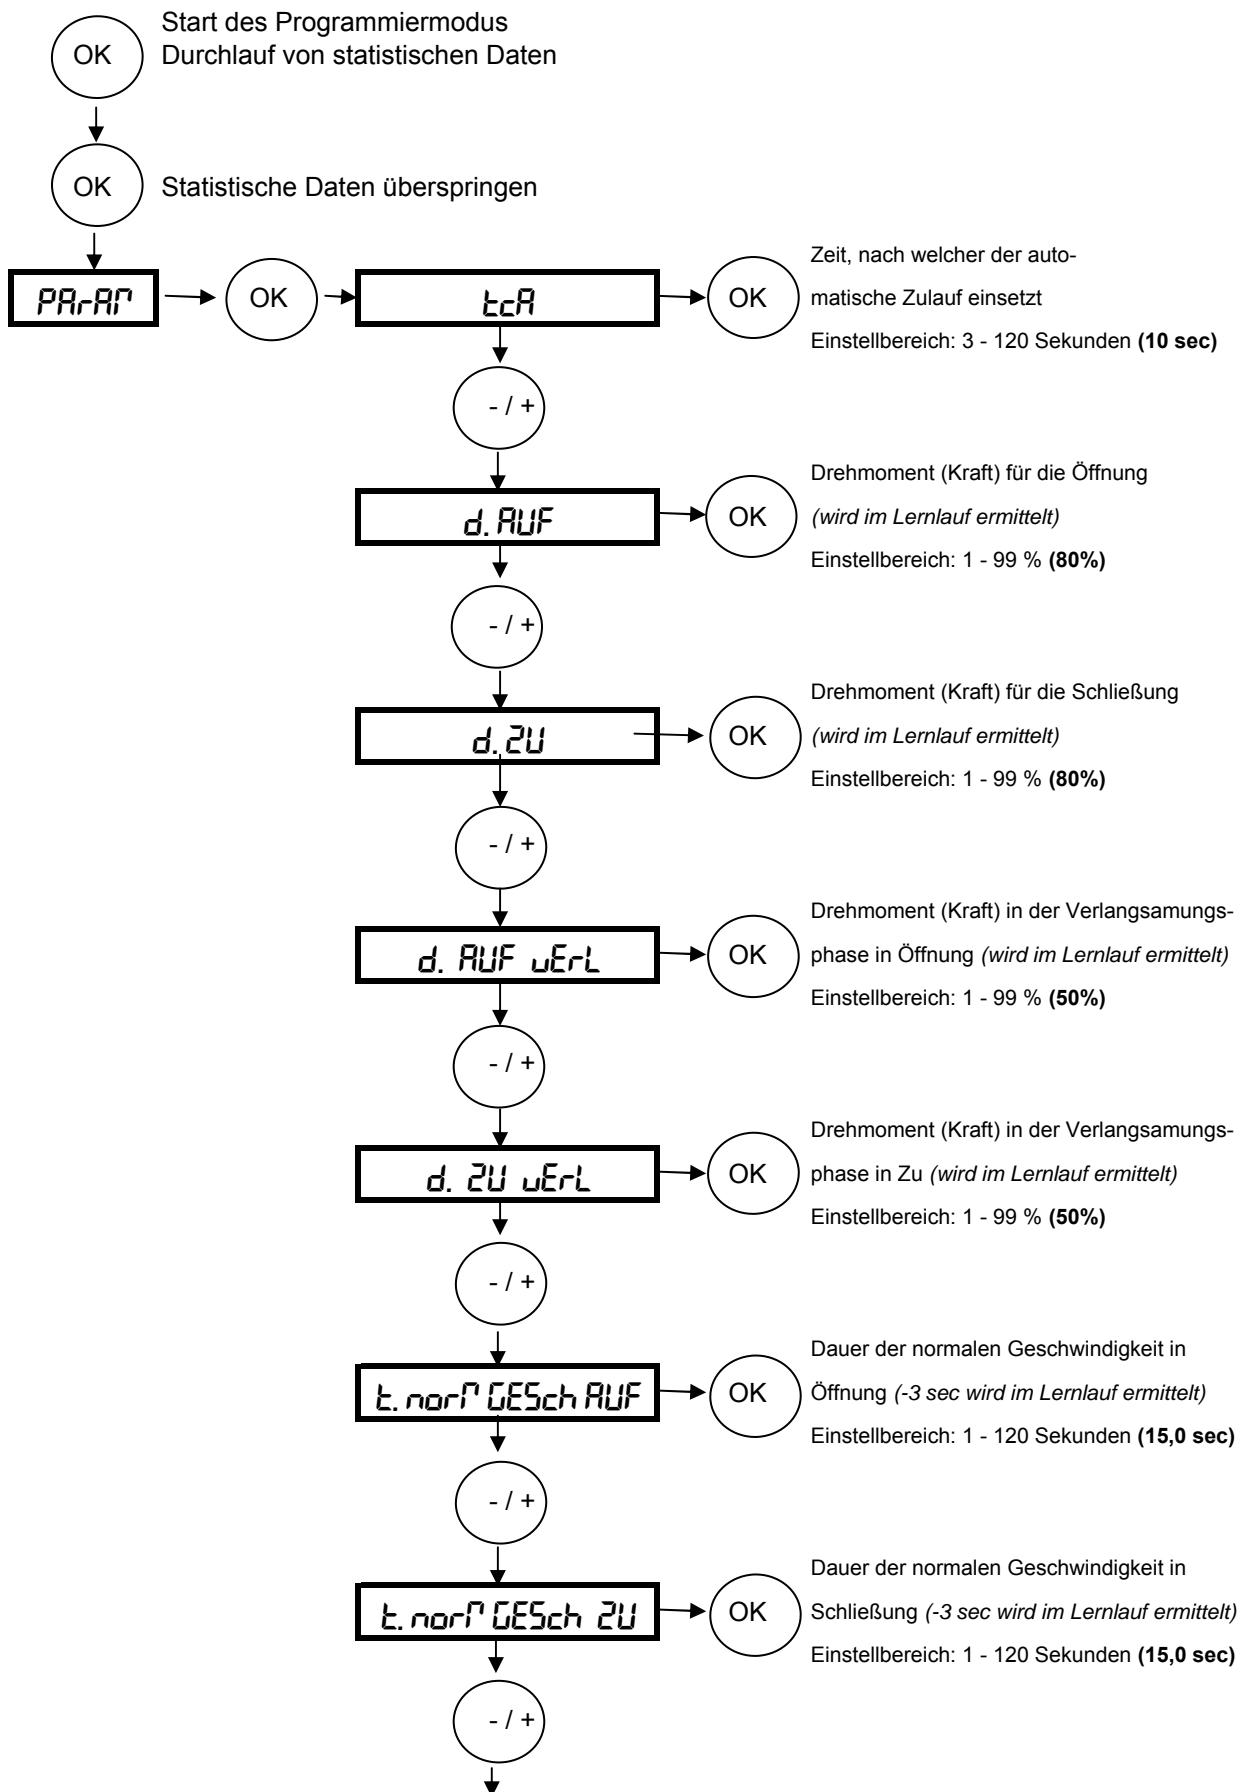 OK
Start des Programmiermodus
Durchlauf von statistischen Daten
OK
Statistische Daten überspringen
PArAM
OK
tcA
OK
Zeit, nach welcher der auto-
matische Zulauf einsetzt
Einstellbereich: 3 - 120 Sekunden (10 sec)
- / +
d. AUF
OK
Drehmoment (Kraft) für die Öffnung
(wird im Lernlauf ermittelt)
Einstellbereich: 1 - 99 % (80%)
- / +
d. ZU
OK
Drehmoment (Kraft) für die Schließung
(wird im Lernlauf ermittelt)
Einstellbereich: 1 - 99 % (80%)
- / +
d. AUF vErL
OK
Drehmoment (Kraft) in der Verlangsamungs-
phase in Öffnung (wird im Lernlauf ermittelt)
Einstellbereich: 1 - 99 % (50%)
- / +
d. ZU vErL
OK
Drehmoment (Kraft) in der Verlangsamungs-
phase in Zu (wird im Lernlauf ermittelt)
Einstellbereich: 1 - 99 % (50%)
- / +
t. norM GESch AUF
OK
Dauer der normalen Geschwindigkeit in
Öffnung (-3 sec wird im Lernlauf ermittelt)
Einstellbereich: 1 - 120 Sekunden (15,0 sec)
- / +
t. norM GESch ZU
OK
Dauer der normalen Geschwindigkeit in
Schließung (-3 sec wird im Lernlauf ermittelt)
Einstellbereich: 1 - 120 Sekunden (15,0 sec)
- / +